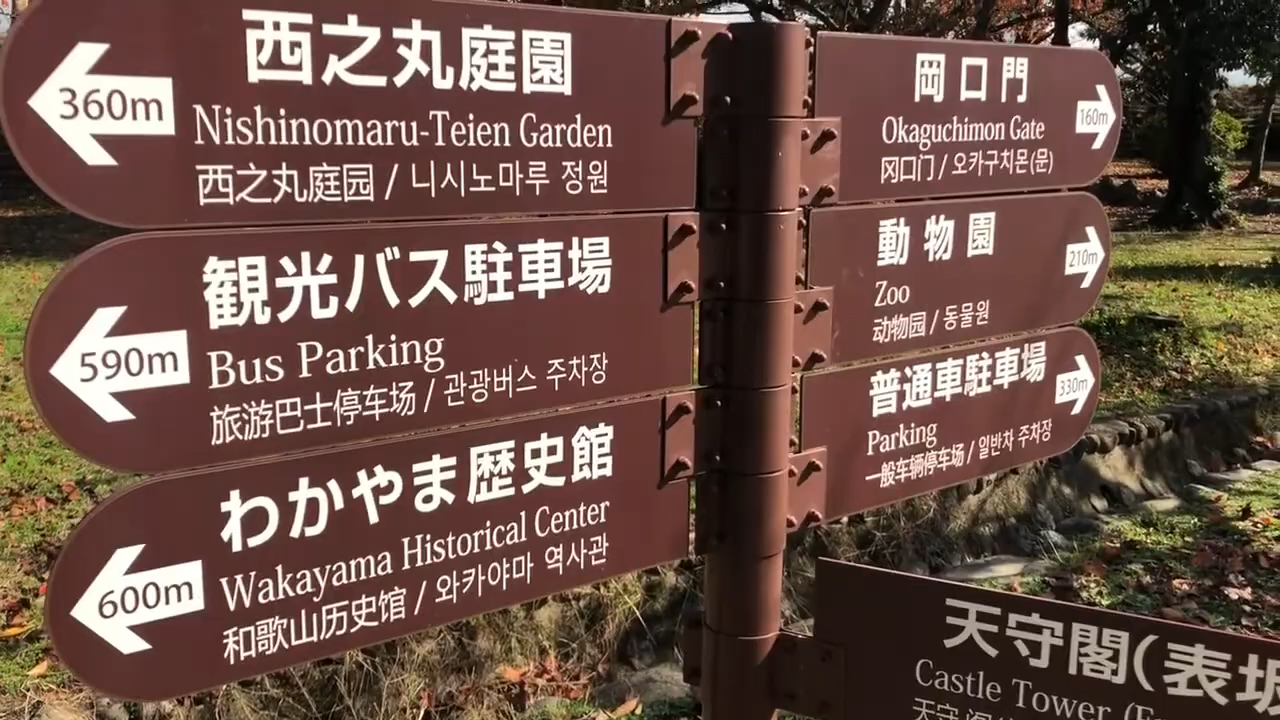 西之丸庭園
360m
Nishinomaru-Teien Garden
西之丸庭园 / 니시노마루 정원
観光バス駐車場
590m
Bus Parking
旅游巴士停车场 / 관광버스 주차장
わかやま歴史館
600m
Wakayama Historical Center
和歌山历史馆 / 와카야마 역사관
岡口門
160m
Okaguchimon Gate
冈口门 / 오카구치몬(문)
動物園
210m
Zoo
动物园 / 동물원
普通車駐車場
330m
Parking
一般车辆停车场 / 일반차 주차장
天守閣(表坂
Castle Tower